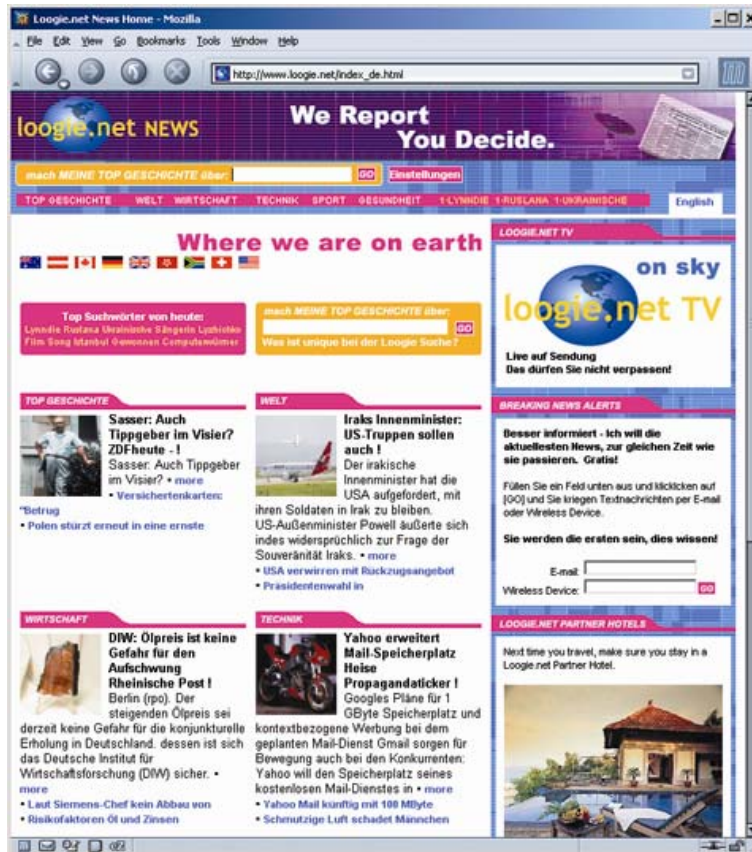 Loogie.net News Home - Mozilla
File Edit View Go Bookmarks Tools Window Help
http://www.loogie.net/index_de.html
loogie.net NEWS
We Report
You Decide.
mach MEINE TOP GESCHICHTE über: GO Einstellungen
TOP GESCHICHTE WELT WIRTSCHAFT TECHNIK SPORT GESUNDHEIT 1-LYNNDIE 1-RUSLANA 1-UKRAINISCHE English
Where we are on earth
Top Suchwörter von heute:
Lynndie Ruslana Ukrainische Sängerin Lyzhichko
Film Song Istanbul Gewonnen Computerwürmer
mach MEINE TOP GESCHICHTE über:
GO
Was ist unique bei der Loogie Suche?
TOP GESCHICHTE
Sasser: Auch
Tippgeber im Visier?
ZDFheute - !
Sasser: Auch Tippgeber
im Visier? • more
• Versichertenkarten:
"Betrug
• Polen stürzt erneut in eine ernste
WELT
Iraks Innenminister:
US-Truppen sollen
auch !
Der irakische
Innenminister hat die
USA aufgefordert, mit
ihren Soldaten in Irak zu bleiben.
US-Außenminister Powell äußerte sich
indes widersprüchlich zur Frage der
Souveränität Iraks. • more
• USA verwirren mit Rückzugsangebot
• Präsidentenwahl in
WIRTSCHAFT
DIW: Ölpreis ist keine
Gefahr für den
Aufschwung
Rheinische Post !
Berlin (rpo). Der
steigenden Ölpreis sei
derzeit keine Gefahr für die konjunkturelle
Erholung in Deutschland. dessen ist sich
das Deutsche Institut für
Wirtschaftsforschung (DIW) sicher. •
more
• Laut Siemens-Chef kein Abbau von
• Risikofaktoren Öl und Zinsen
TECHNIK
Yahoo erweitert
Mail-Speicherplatz
Heise
Propagandaticker !
Googles Pläne für 1
GByte Speicherplatz und
kontextbezogene Werbung bei dem
geplanten Mail-Dienst Gmail sorgen für
Bewegung auch bei den Konkurrenten:
Yahoo will den Speicherplatz seines
kostenlosen Mail-Dienstes in • more
• Yahoo Mail künftig mit 100 MByte
• Schmutzige Luft schadet Männchen
LOOGIE.NET TV
on sky
loogie.net TV
Live auf Sendung
Das dürfen Sie nicht verpassen!
BREAKING NEWS ALERTS
Besser informiert - Ich will die
aktuellesten News, zur gleichen Zeit wie
sie passieren. Gratis!
Füllen Sie ein Feld unten aus und klicklcken auf
[GO] und Sie kriegen Textnachrichten per E-mail
oder Wireless Device.
Sie werden die ersten sein, dies wissen!
E-mail:
Wireless Device: GO
LOOGIE.NET PARTNER HOTELS
Next time you travel, make sure you stay in a
Loogie.net Partner Hotel.